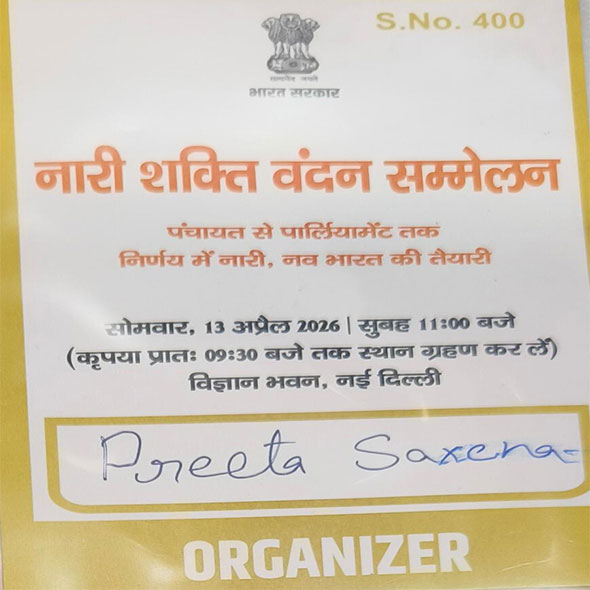 S.No. 400
सत्यमेव जयते
भारत सरकार
नारी शक्ति वंदन सम्मेलन
पंचायत से पार्लियामेंट तक
निर्णय में नारी, नव भारत की तैयारी
सोमवार, 13 अप्रैल 2026 | सुबह 11:00 बजे
(कृपया प्रातः 09:30 बजे तक स्थान ग्रहण कर लें)
विज्ञान भवन, नई दिल्ली
Preeta Saxena
ORGANIZER